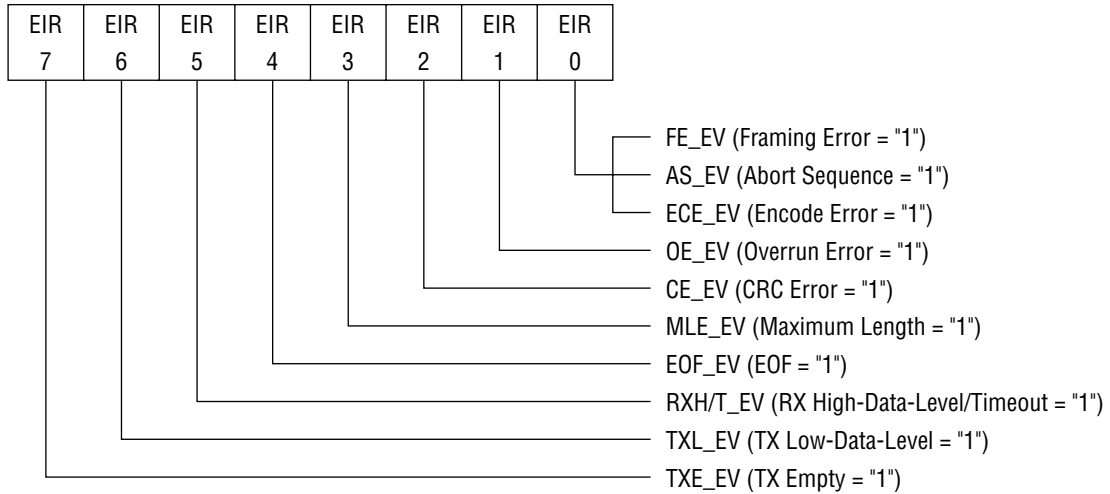 EIR EIR EIR EIR EIR EIR EIR EIR
7 6 5 4 3 2 1 0
FE_EV (Framing Error = "1")
AS_EV (Abort Sequence = "1")
ECE_EV (Encode Error = "1")
OE_EV (Overrun Error = "1")
CE_EV (CRC Error = "1")
MLE_EV (Maximum Length = "1")
EOF_EV (EOF = "1")
RXH/T_EV (RX High-Data-Level/Timeout = "1")
TXL_EV (TX Low-Data-Level = "1")
TXE_EV (TX Empty = "1")